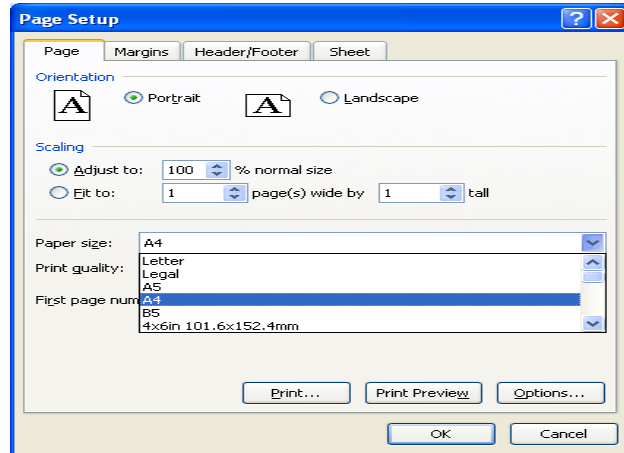 Page Setup
Page Margins Header/Footer Sheet
Orientation
A Portrait A Landscape
Scaling
Adjust to: 100 % normal size
Fit to: 1 page(s) wide by 1 tall
Paper size: A4
Print quality: Letter
Legal
A5
First page num A4
B5
4x6in 101.6x152.4mm
Print... Print Preview Options...
OK Cancel